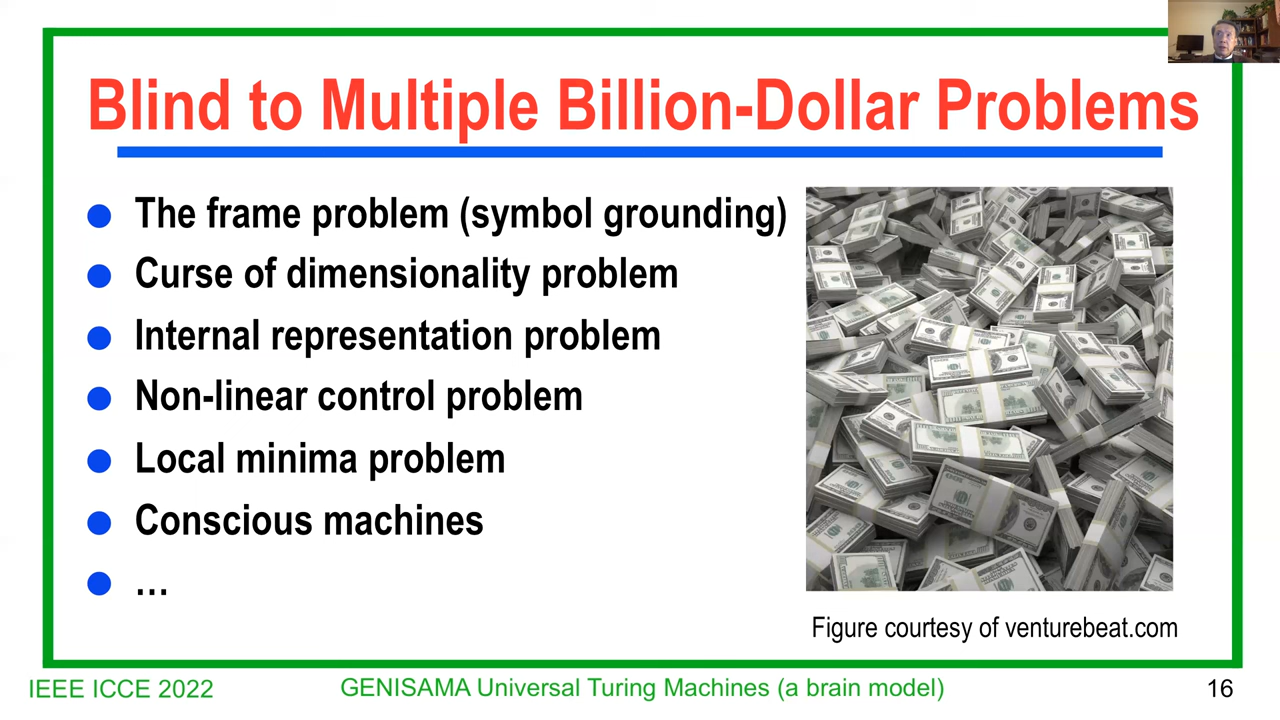 Blind to Multiple Billion-Dollar Problems
The frame problem (symbol grounding)
Curse of dimensionality problem
Internal representation problem
Non-linear control problem
Local minima problem
Conscious machines
...
Figure courtesy of venturebeat.com
IEEE ICCE 2022
GENISAMA Universal Turing Machines (a brain model)
16